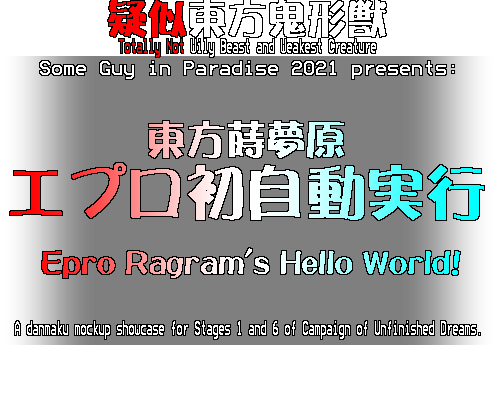 疑似東方鬼形獣
Totally Not Wily Beast and Weakest Creature
Some Guy in Paradise 2021 presents:
東方蒔夢原
エプロ初自動実行
Epro Ragram's Hello World!
A danmaku mockup showcase for Stages 1 and 6 of Campaign of Unfinished Dreams.